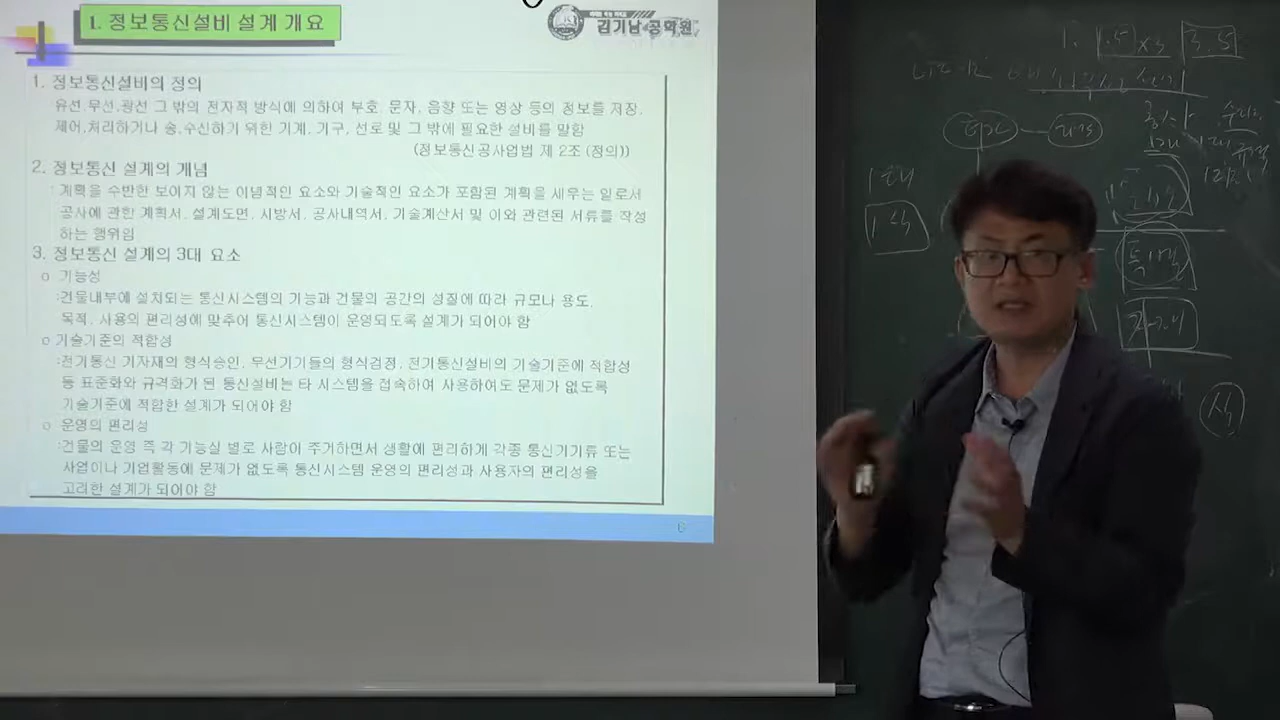 1. 정보통신설비 설계 개요
김기남 공학원
1. 정보통신설비의 정의
유선,무선,광선 그 밖의 전자적 방식에 의하여 부호, 문자, 음향 또는 영상 등의 정보를 저장,
제어,처리하거나 송,수신하기 위한 기계, 기구, 선로 및 그 밖에 필요한 설비를 말함
(정보통신공사업법 제 2조 (정의))
2. 정보통신 설계의 개념
: 계획을 수반한 보이지 않는 이념적인 요소와 기술적인 요소가 포함된 계획을 세우는 일로서
공사에 관한 계획서, 설계도면, 시방서, 공사내역서, 기술계산서 및 이와 관련된 서류를 작성
하는 행위임
3. 정보통신 설계의 3대 요소
o 기능성
:건물내부에 설치되는 통신시스템의 기능과 건물의 공간의 성질에 따라 규모나 용도,
목적, 사용의 편리성에 맞추어 통신시스템이 운영되도록 설계가 되어야 함
o 기술기준의 적합성
:전기통신 기자재의 형식승인, 무선기기들의 형식검정, 전기통신설비의 기술기준에 적합성
등 표준화와 규격화가 된 통신설비는 타 시스템을 접속하여 사용하여도 문제가 없도록
기술기준에 적합한 설계가 되어야 함
o 운영의 편리성
:건물의 운영 즉 각 기능실 별로 사람이 주거하면서 생활에 편리하게 각종 통신기기류 또는
사업이나 기업활동에 문제가 없도록 통신시스템 운영의 편리성과 사용자의 편리성을
고려한 설계가 되어야 함
6
1. 1.5 x3 3.5
공사
1식
식